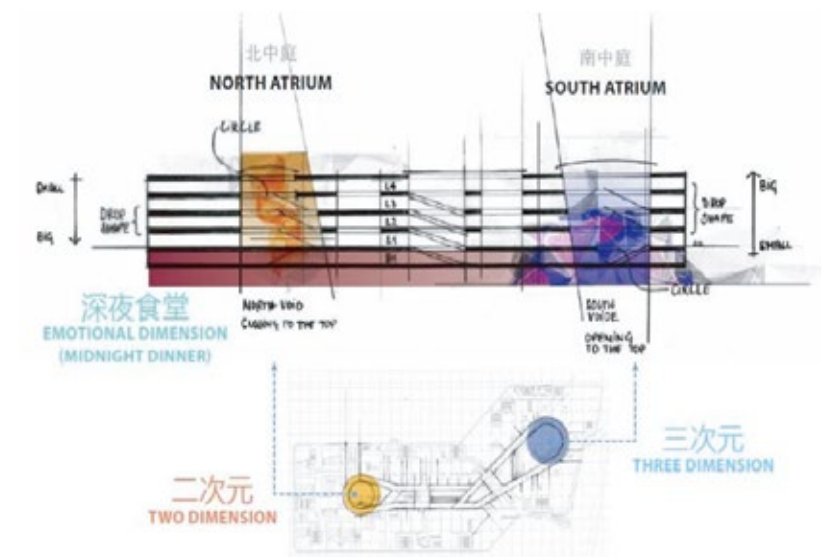 北中庭
NORTH ATRIUM
南中庭
SOUTH ATRIUM
CIRCLE
SMALL
DROP
SHAPE
BIG
L4
L3
L2
L1
B1
BIG
DROP
SHAPE
SMALL
CIRCLE
深夜食堂
EMOTIONAL DIMENSION
(MIDNIGHT DINNER)
NORTH VOID
CLOSING TO THE TOP
SOUTH
VOIDE
OPENING
TO THE TOP
三次元
THREE DIMENSION
二次元
TWO DIMENSION